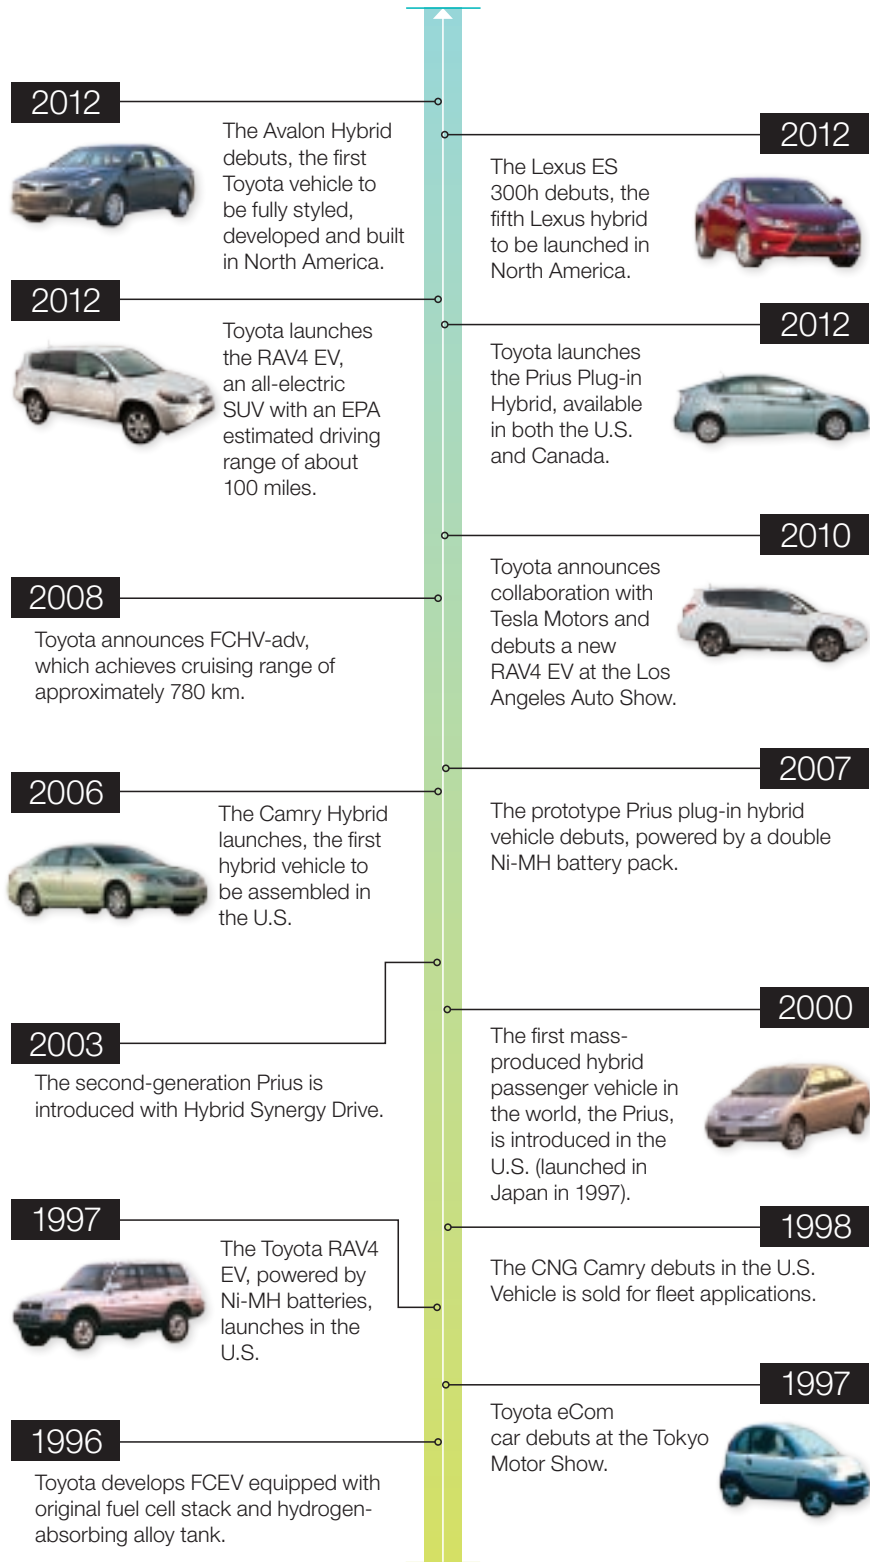 2012
The Avalon Hybrid
debuts, the first
Toyota vehicle to
be fully styled,
developed and built
in North America.
2012
The Lexus ES
300h debuts, the
fifth Lexus hybrid
to be launched in
North America.
2012
Toyota launches
the RAV4 EV,
an all-electric
SUV with an EPA
estimated driving
range of about
100 miles.
2012
Toyota launches
the Prius Plug-in
Hybrid, available
in both the U.S.
and Canada.
2010
Toyota announces
collaboration with
Tesla Motors and
debuts a new
RAV4 EV at the Los
Angeles Auto Show.
2008
Toyota announces FCHV-adv,
which achieves cruising range of
approximately 780 km.
2007
The prototype Prius plug-in hybrid
vehicle debuts, powered by a double
Ni-MH battery pack.
2006
The Camry Hybrid
launches, the first
hybrid vehicle to
be assembled in
the U.S.
2003
The second-generation Prius is
introduced with Hybrid Synergy Drive.
2000
The first mass-
produced hybrid
passenger vehicle in
the world, the Prius,
is introduced in the
U.S. (launched in
Japan in 1997).
1997
The Toyota RAV4
EV, powered by
Ni-MH batteries,
launches in the
U.S.
1998
The CNG Camry debuts in the U.S.
Vehicle is sold for fleet applications.
1997
Toyota eCom
car debuts at the Tokyo
Motor Show.
1996
Toyota develops FCEV equipped with
original fuel cell stack and hydrogen-
absorbing alloy tank.